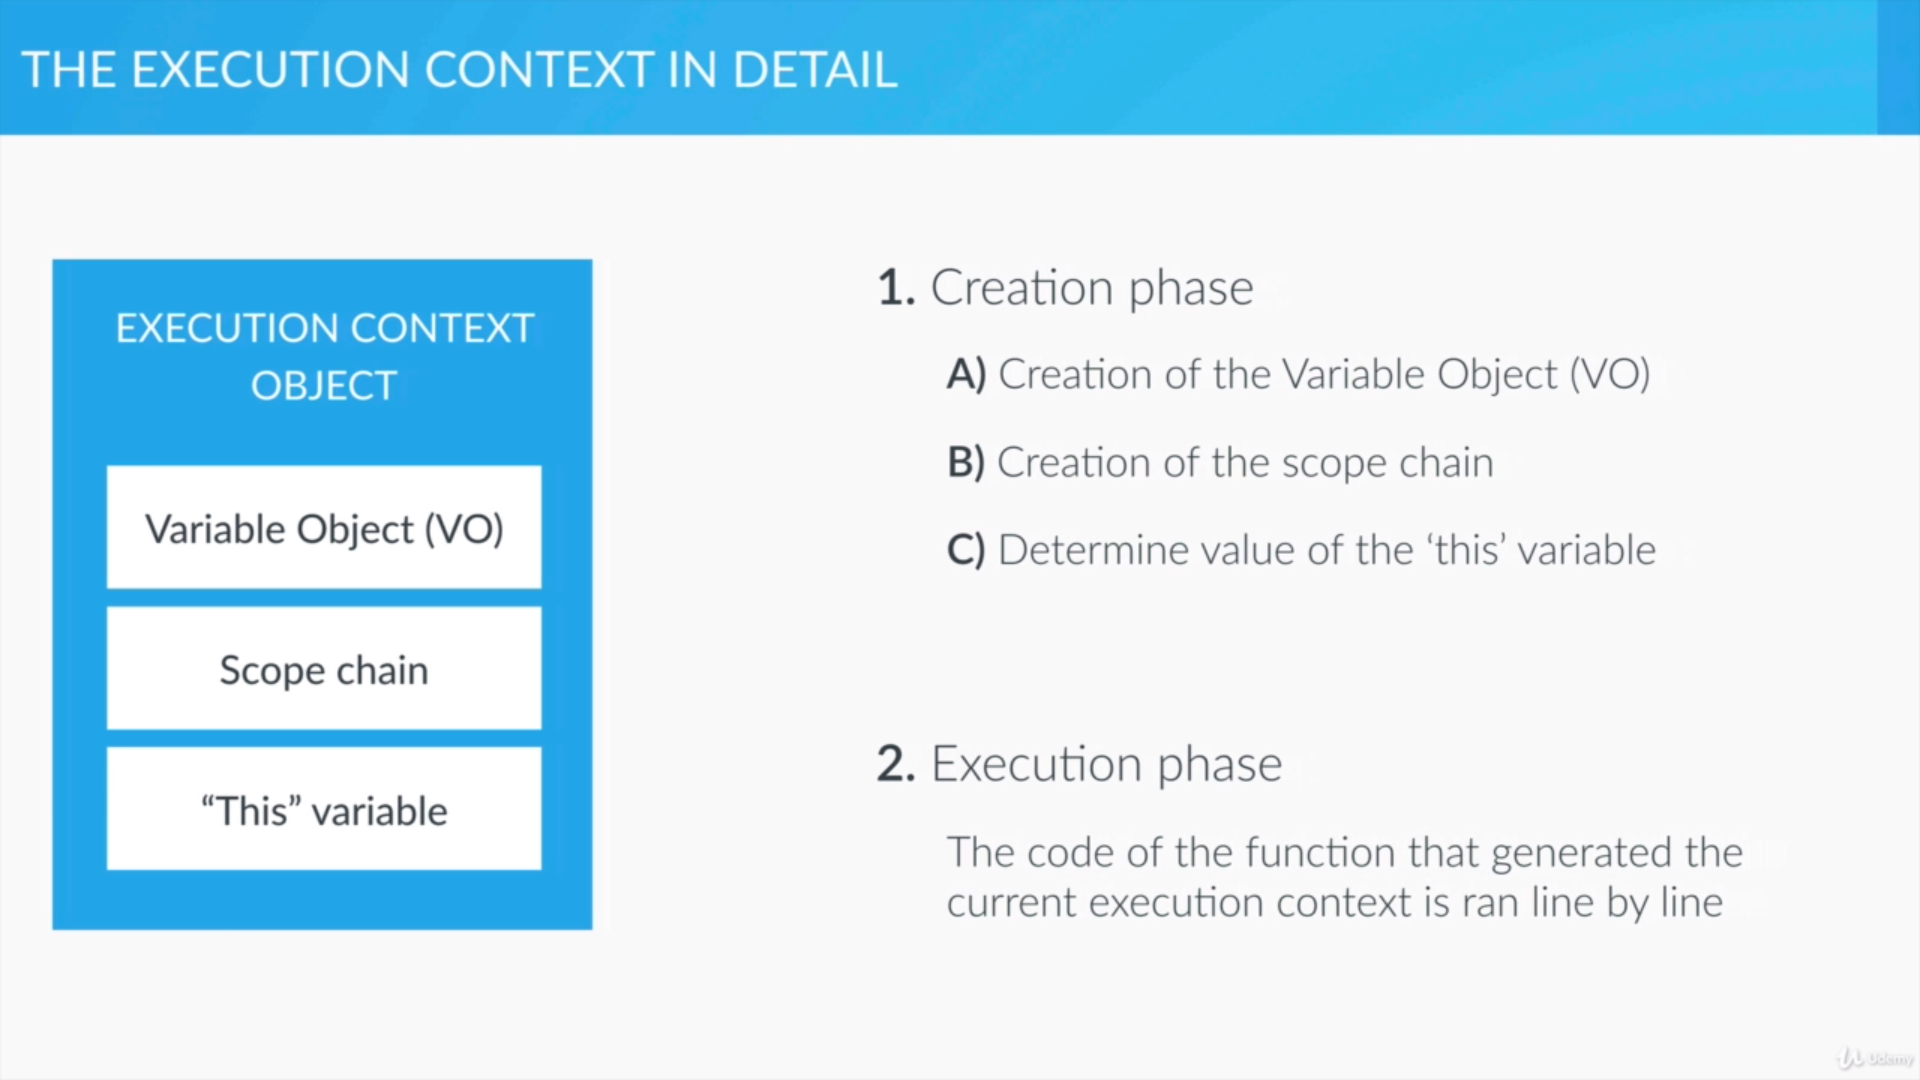 THE EXECUTION CONTEXT IN DETAIL
EXECUTION CONTEXT
OBJECT
Variable Object (VO)
Scope chain
“This” variable
1. Creation phase
A) Creation of the Variable Object (VO)
B) Creation of the scope chain
C) Determine value of the ‘this’ variable
2. Execution phase
The code of the function that generated the
current execution context is ran line by line
Udemy